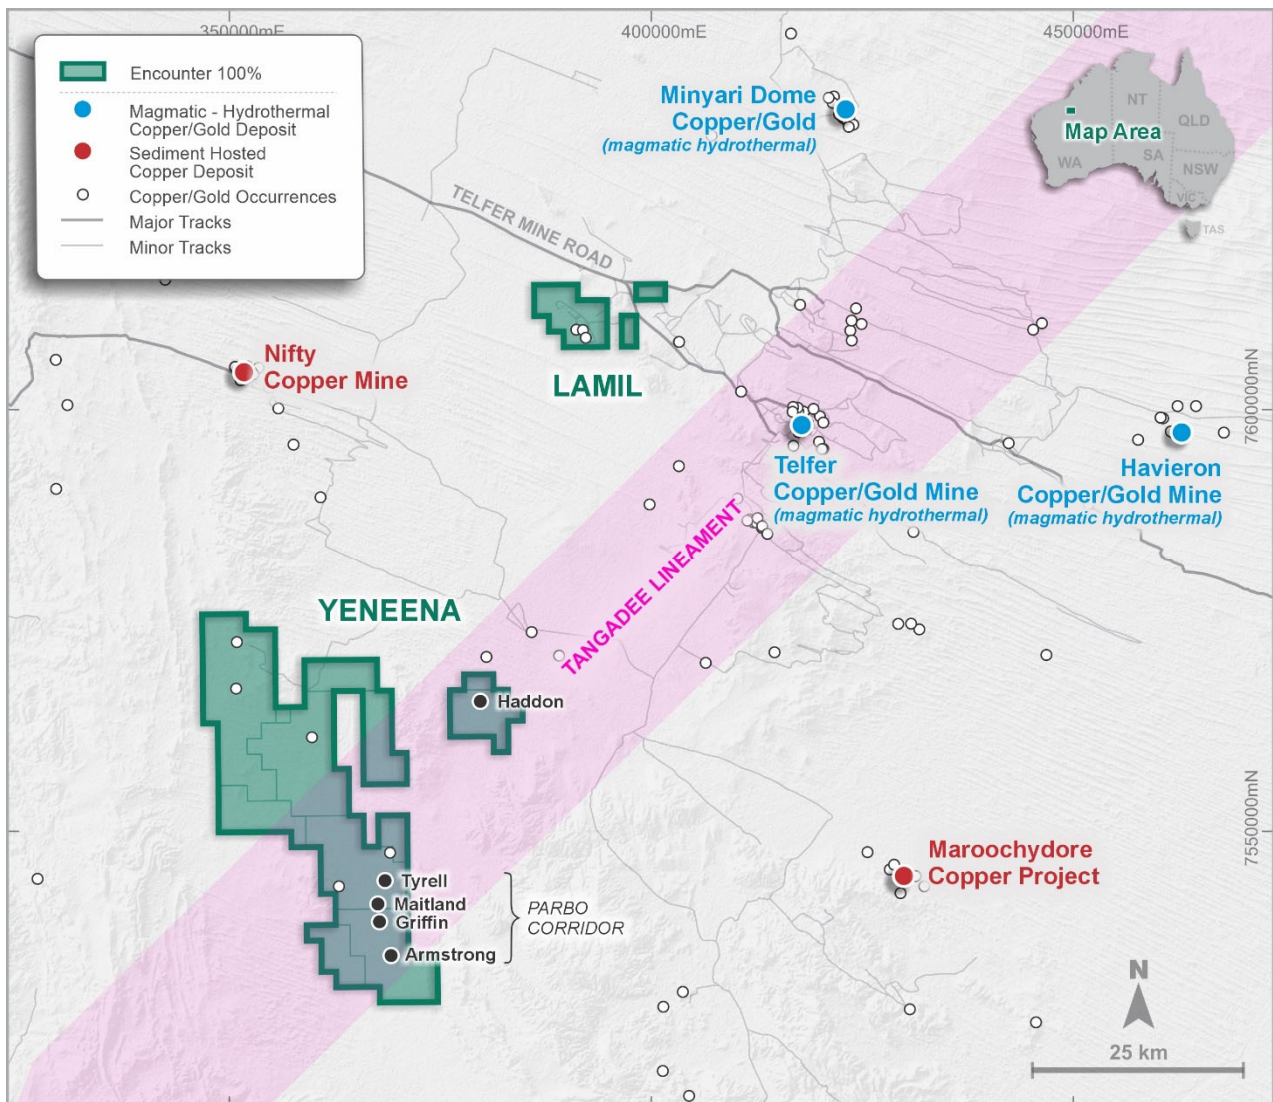 350000mE
400000mE
450000mE
Encounter 100%
Magmatic - Hydrothermal
Copper/Gold Deposit
Sediment Hosted
Copper Deposit
Copper/Gold Occurrences
Major Tracks
Minor Tracks
Minyari Dome
Copper/Gold
(magmatic hydrothermal)
NT
QLD
Map Area
WA
SA
NSW
VIC
TAS
TELFER MINE ROAD
Nifty
Copper Mine
LAMIL
7600000mN
Telfer
Copper/Gold Mine
(magmatic hydrothermal)
Havieron
Copper/Gold Mine
(magmatic hydrothermal)
TANGADEE LINEAMENT
YENEENA
Haddon
7550000mN
Maroochydore
Copper Project
Tyrell
Maitland
Griffin
Armstrong
PARBO
CORRIDOR
N
25 km